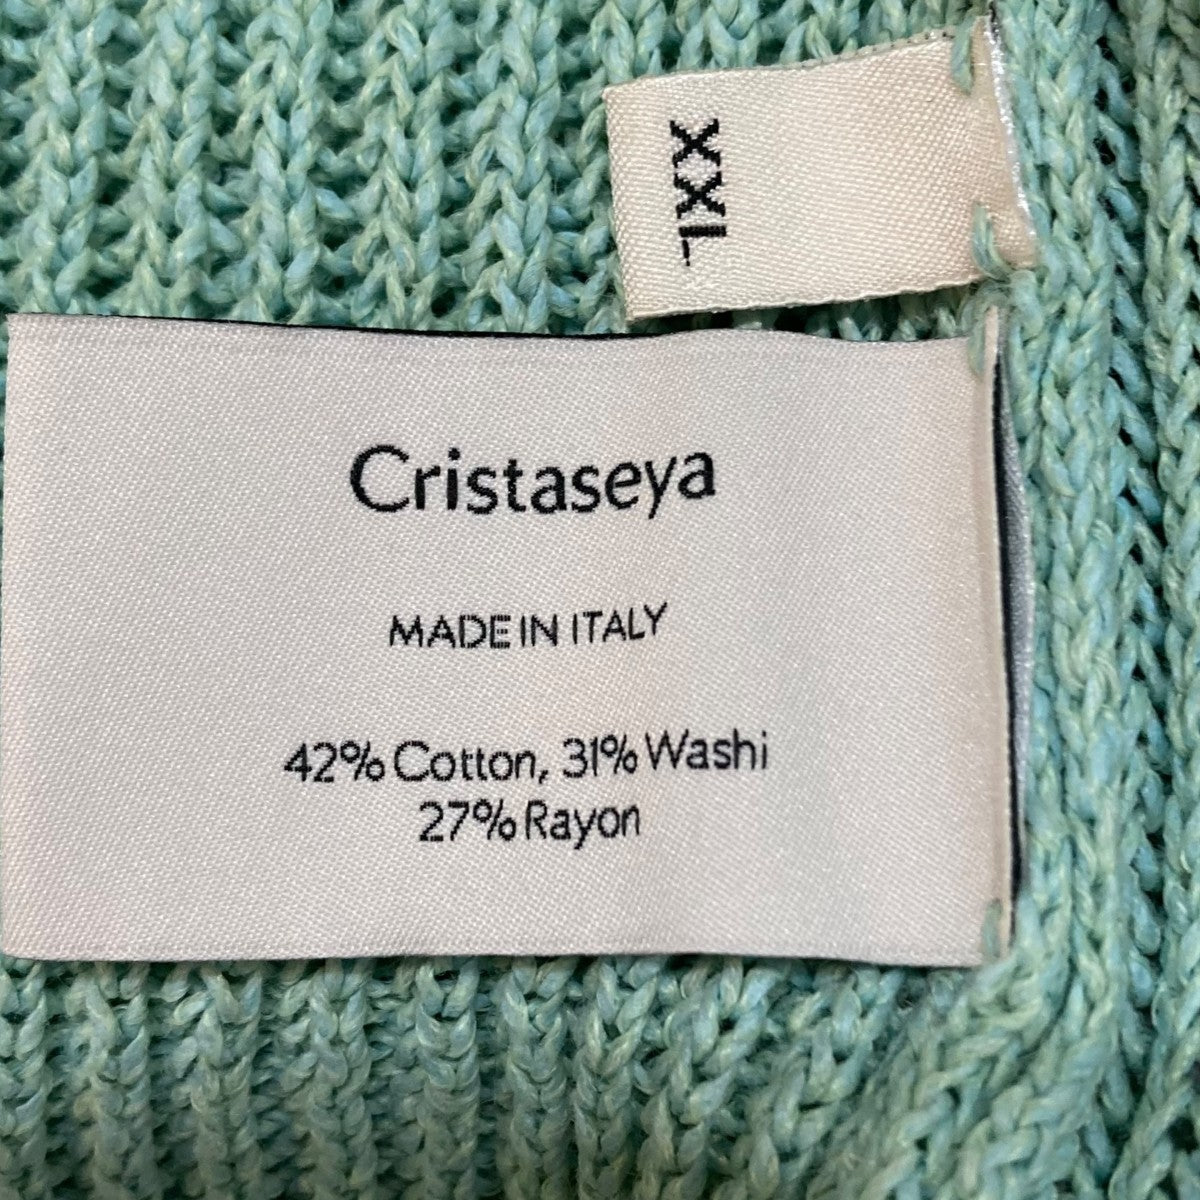 XXL
Cristaseya
MADE IN ITALY
42% Cotton, 31% Washi
27% Rayon